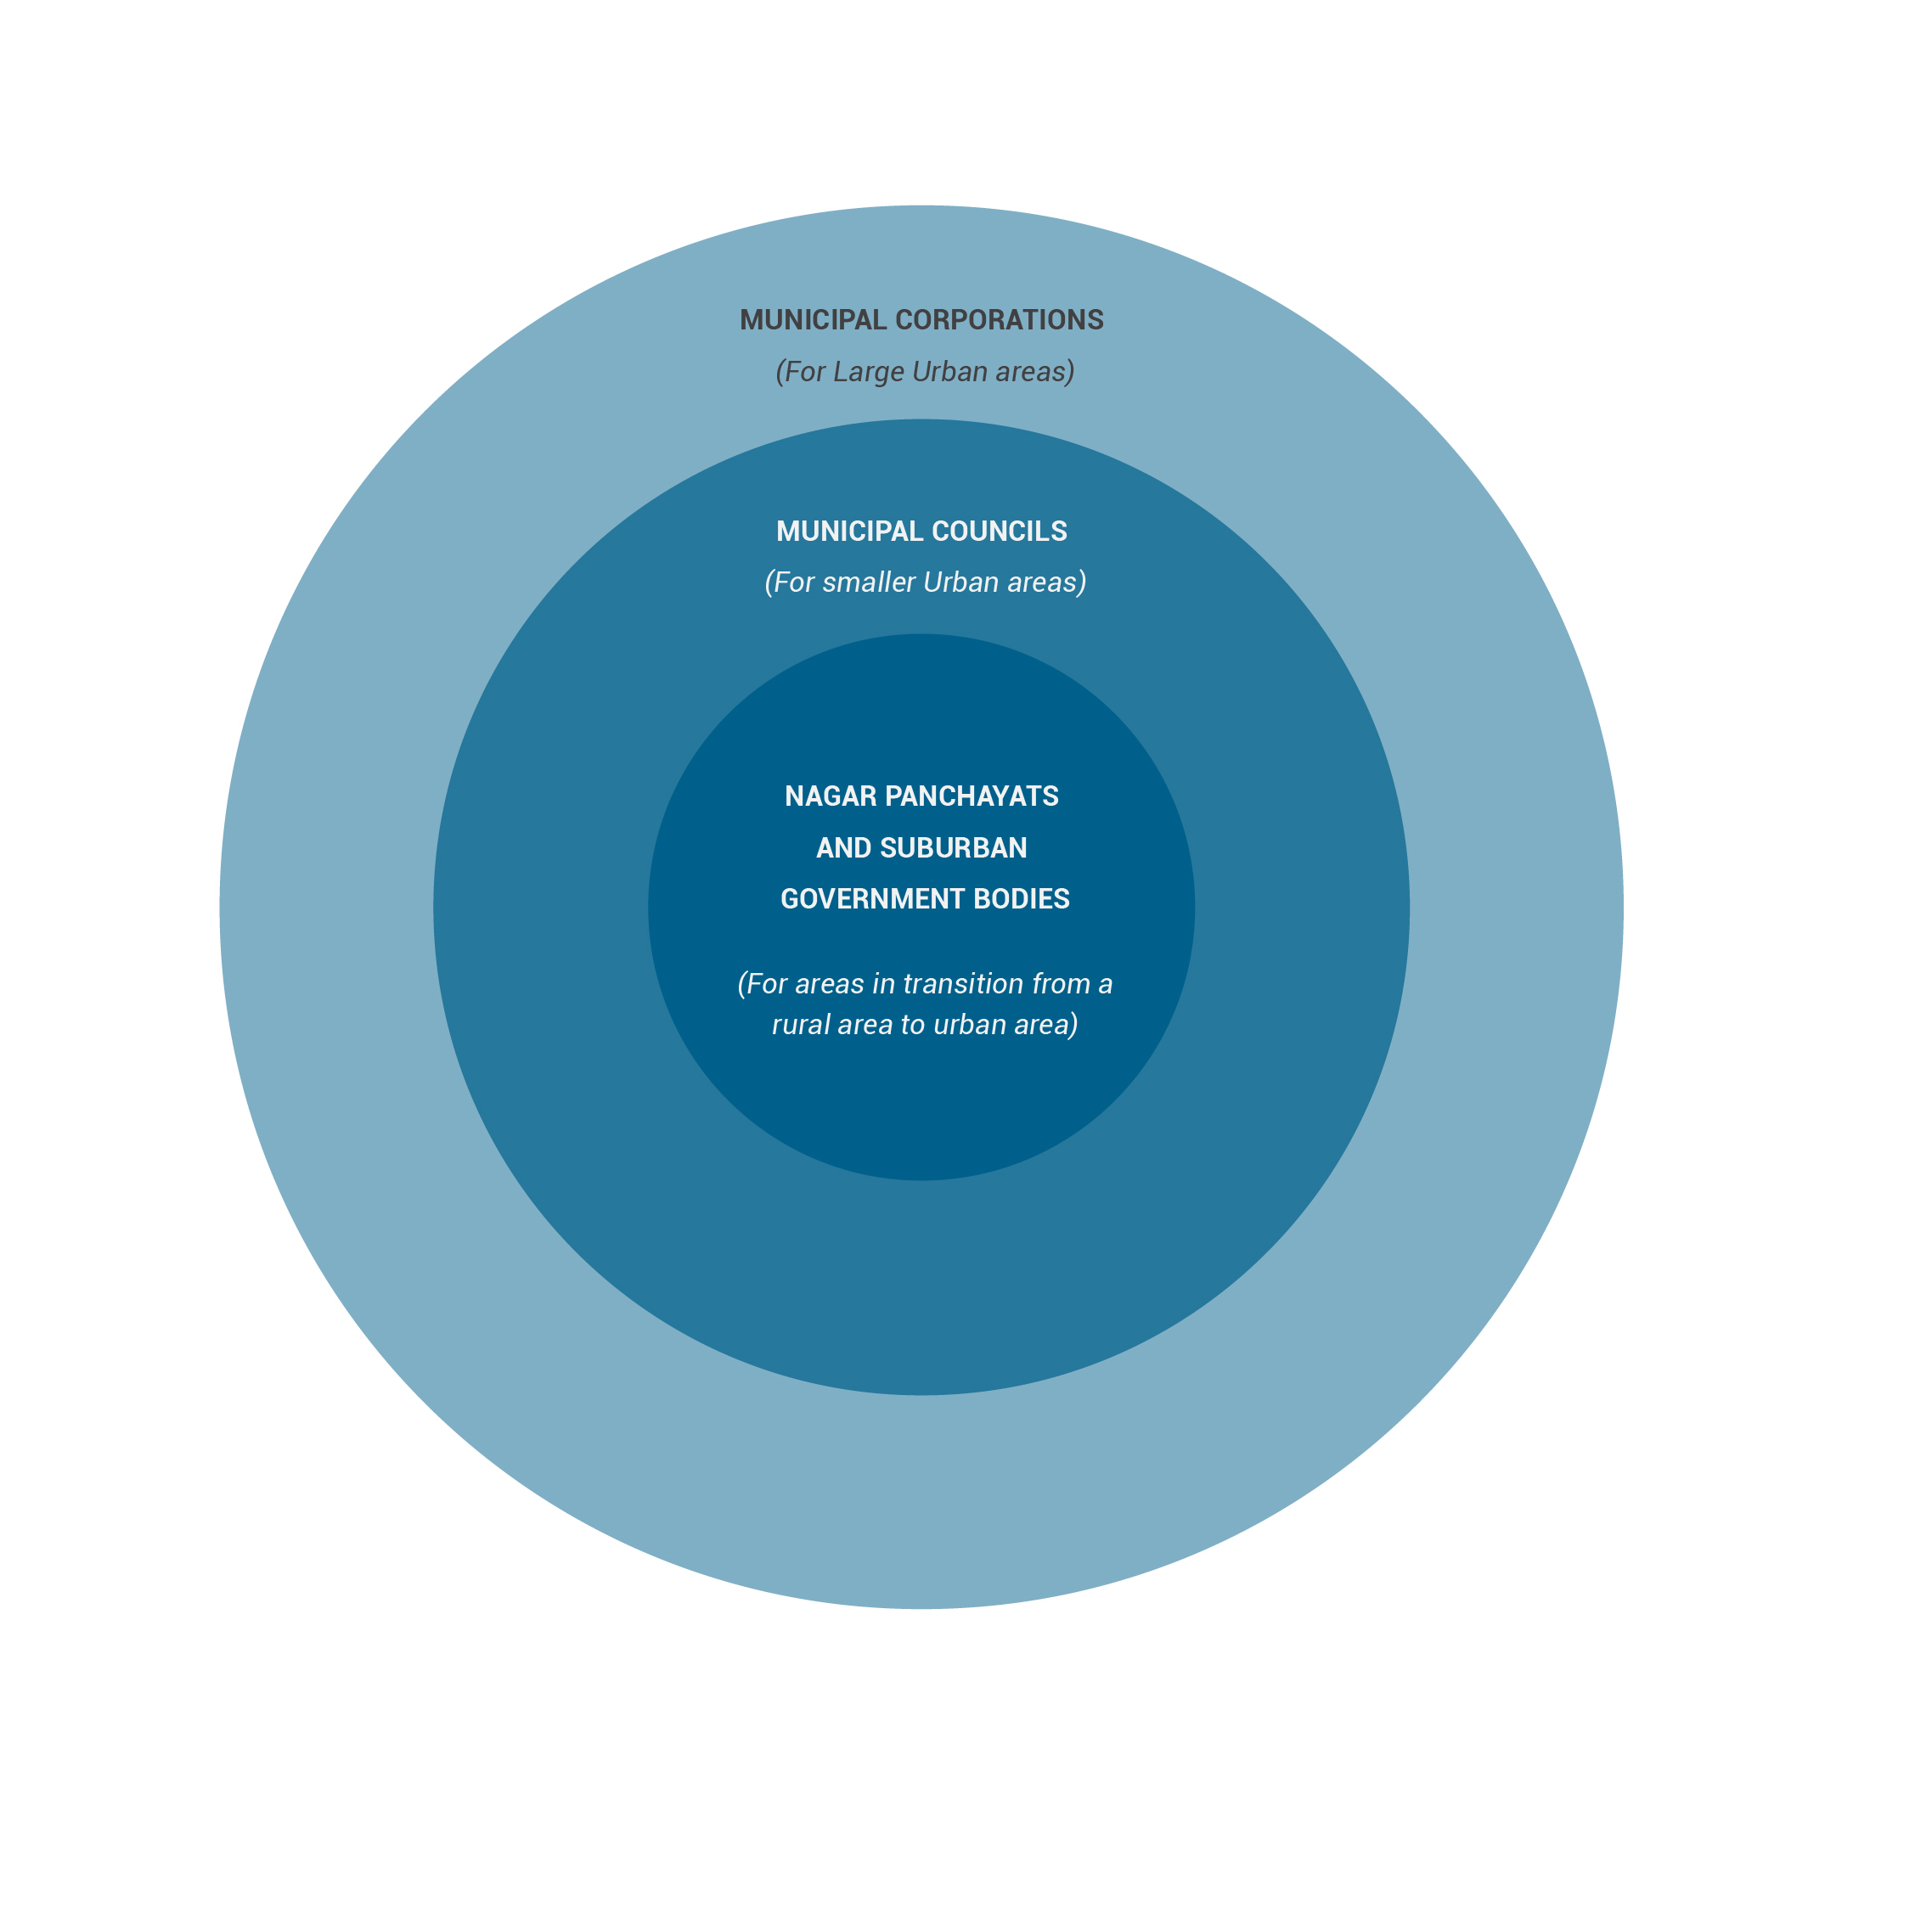 MUNICIPAL CORPORATIONS
(For Large Urban areas)
MUNICIPAL COUNCILS
(For smaller Urban areas)
NAGAR PANCHAYATS
AND SUBURBAN
GOVERNMENT BODIES
(For areas in transition from a
rural area to urban area)